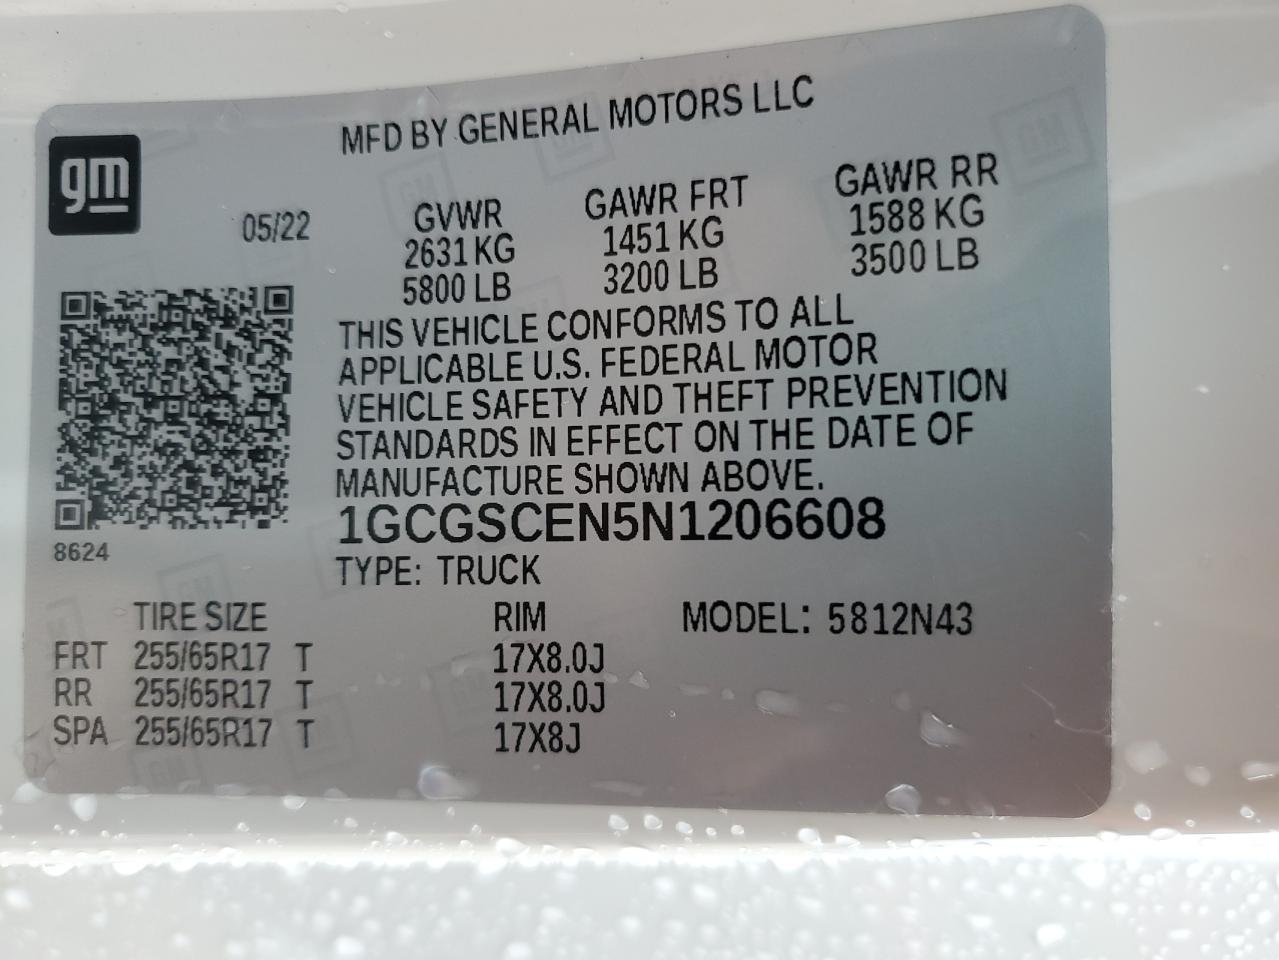 MFD BY GENERAL MOTORS LLC
gm
05/22
GVWR GAWR FRT GAWR RR
2631 KG 1451 KG 1588 KG
5800 LB 3200 LB 3500 LB
THIS VEHICLE CONFORMS TO ALL
APPLICABLE U.S. FEDERAL MOTOR
VEHICLE SAFETY AND THEFT PREVENTION
STANDARDS IN EFFECT ON THE DATE OF
MANUFACTURE SHOWN ABOVE.
1GCGSCEN5N1206608
8624
TYPE: TRUCK
TIRE SIZE RIM MODEL: 5812N43
FRT 255/65R17 T 17X8.0J
RR 255/65R17 T 17X8.0J
SPA 255/65R17 T 17X8J